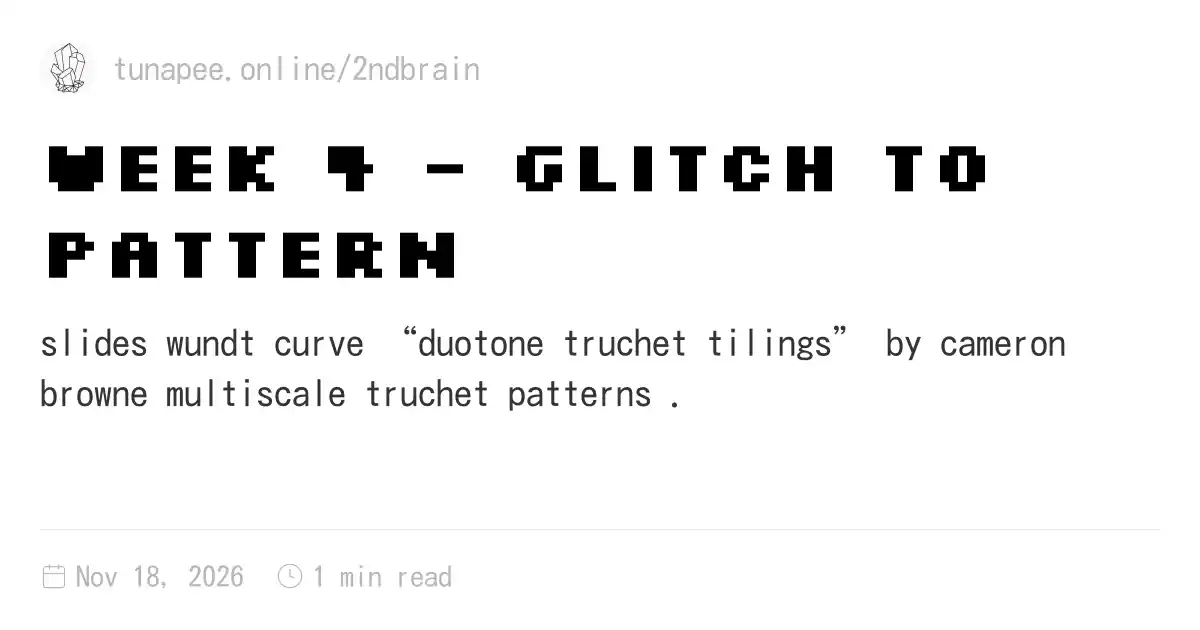 tunapee.online/2ndbrain
WEEK 4 - GLITCH TO
PATTERN
slides wundt curve “duotone truchet tilings” by cameron
browne multiscale truchet patterns .
Nov 18, 2026
1 min read